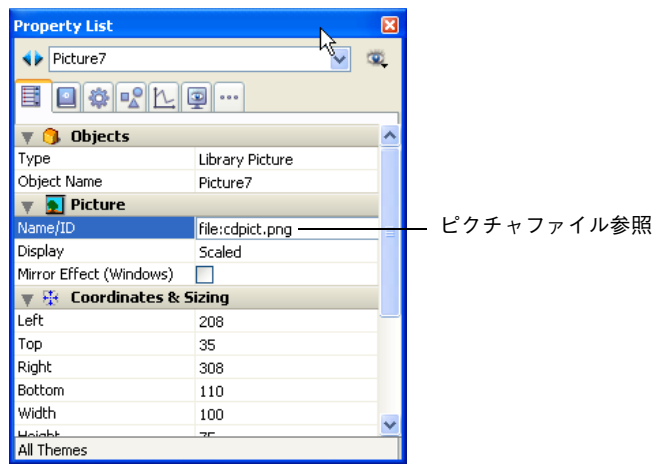 Property List
Picture7
Objects
Type Library Picture
Object Name Picture7
Picture
Name/ID file:cdpict.png ピクチャファイル参照
Display Scaled
Mirror Effect (Windows)
Coordinates & Sizing
Left 208
Top 35
Right 308
Bottom 110
Width 100
Height 75
All Themes